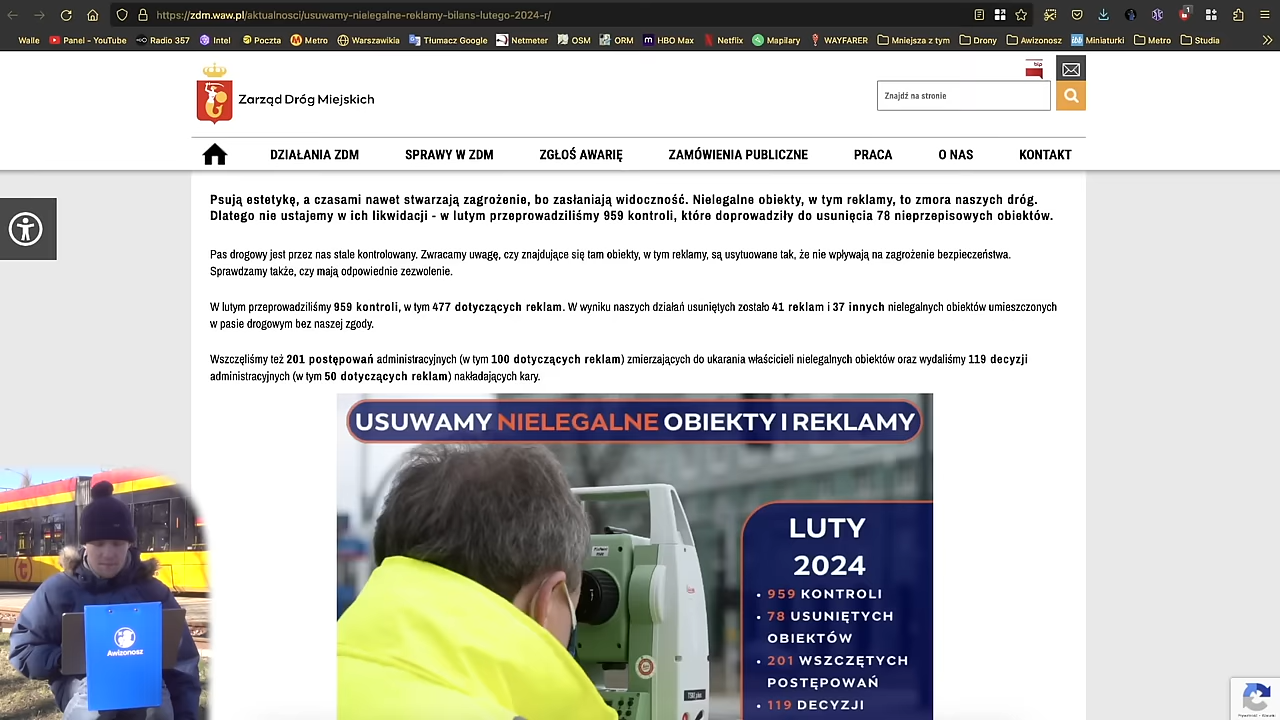 https://zdm.waw.pl/aktualnosci/usuwamy-nielegalne-reklamy-bilans-lutego-2024-r/
Walle Panel - YouTube Radio 357 Intel Poczta Metro Warszawikia Tłumacz Google Netmeter OSM ORM HBO Max Netflix Mapilary WAYFARER Mniejsza z tym Drony Awizonosz Miniaturki Metro Studia
bip
Zarząd Dróg Miejskich
Znajdź na stronie
DZIAŁANIA ZDM SPRAWY W ZDM ZGŁOŚ AWARIĘ ZAMÓWIENIA PUBLICZNE PRACA O NAS KONTAKT
Psują estetykę, a czasami nawet stwarzają zagrożenie, bo zasłaniają widoczność. Nielegalne obiekty, w tym reklamy, to zmora naszych dróg.
Dlatego nie ustajemy w ich likwidacji - w lutym przeprowadziliśmy 959 kontroli, które doprowadziły do usunięcia 78 nieprzepisowych obiektów.
Pas drogowy jest przez nas stale kontrolowany. Zwracamy uwagę, czy znajdujące się tam obiekty, w tym reklamy, są usytuowane tak, że nie wpływają na zagrożenie bezpieczeństwa.
Sprawdzamy także, czy mają odpowiednie zezwolenie.
W lutym przeprowadziliśmy 959 kontroli, w tym 477 dotyczących reklam. W wyniku naszych działań usuniętych zostało 41 reklam i 37 innych nielegalnych obiektów umieszczonych
w pasie drogowym bez naszej zgody.
Wszczęliśmy też 201 postępowań administracyjnych (w tym 100 dotyczących reklam) zmierzających do ukarania właścicieli nielegalnych obiektów oraz wydaliśmy 119 decyzji
administracyjnych (w tym 50 dotyczących reklam) nakładających kary.
USUWAMY NIELEGALNE OBIEKTY I REKLAMY
LUTY
2024
• 959 KONTROLI
• 78 USUNIĘTYCH
OBIEKTÓW
• 201 WSZCZĘTYCH
POSTĘPOWAŃ
• 119 DECYZJI
Leica
Awizonosz